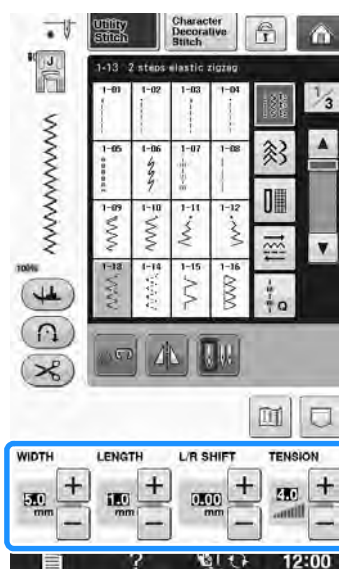 Utility Stitch
Character Decorative Stitch
J
1-13 2 steps elastic zigzag
1-01 1-02 1-03 1-04
1/3
1-05 1-06 1-07 1-08
1-09 1-10 1-11 1-12
100%
1-13 1-14 1-15 1-16
Q
WIDTH LENGTH L/R SHIFT TENSION
5.0 mm + − 1.0 mm + − 0.00 mm + − 4.0 + −
? 12:00